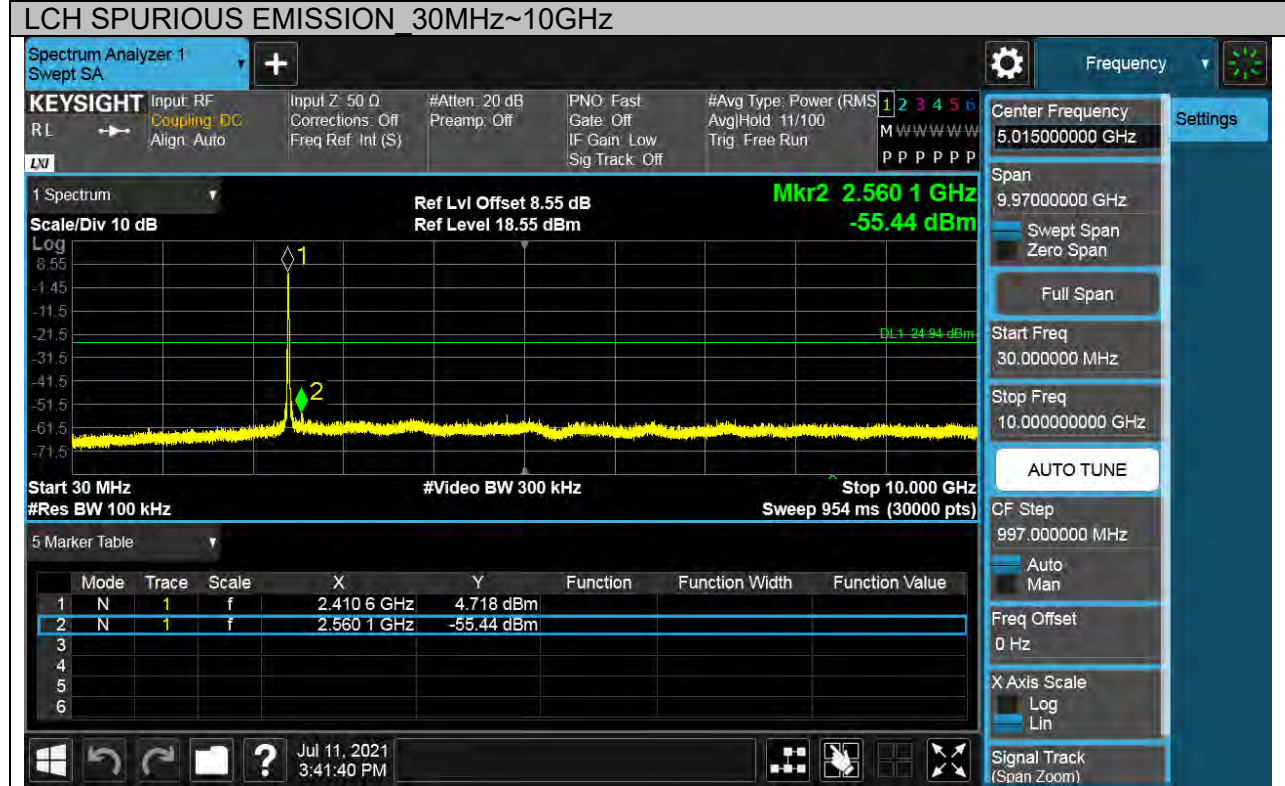 LCH SPURIOUS EMISSION_30MHz~10GHz
Spectrum Analyzer 1
Swept SA
+
Frequency
KEYSIGHT Input: RF Input Z: 50 Ω #Atten: 20 dB PNO: Fast #Avg Type: Power (RMS 1 2 3 4 5 6
RL Coupling: DC Corrections: Off Preamp: Off Gate: Off Avg|Hold: 11/100 M W W W W W
Align: Auto Freq Ref: Int (S) IF Gain: Low Trig: Free Run
LXI Sig Track: Off P P P P P P
1 Spectrum
Ref Lvl Offset 8.55 dB Mkr2 2.560 1 GHz
Scale/Div 10 dB Ref Level 18.55 dBm -55.44 dBm
Log
8.55
-1.45
-11.5
-21.5
-31.5
-41.5
-51.5
-61.5
-71.5
1
2
DL1 -24.94 dBm
Start 30 MHz #Video BW 300 kHz Stop 10.000 GHz
#Res BW 100 kHz Sweep 954 ms (30000 pts)
5 Marker Table
Mode Trace Scale X Y Function Function Width Function Value
1 N 1 f 2.410 6 GHz 4.718 dBm
2 N 1 f 2.560 1 GHz -55.44 dBm
3
4
5
6
?
Jul 11, 2021
3:41:40 PM
Center Frequency
5.015000000 GHz
Settings
Span
9.97000000 GHz
Swept Span
Zero Span
Full Span
Start Freq
30.000000 MHz
Stop Freq
10.000000000 GHz
AUTO TUNE
CF Step
997.000000 MHz
Auto
Man
Freq Offset
0 Hz
X Axis Scale
Log
Lin
Signal Track
(Span Zoom)